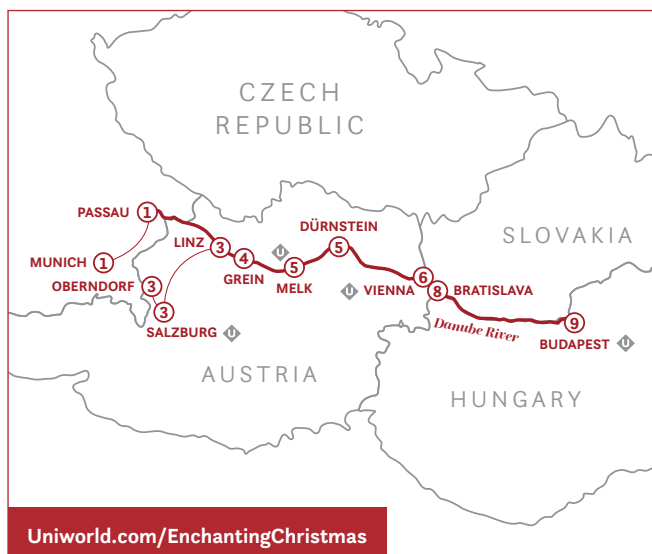 CZECH
REPUBLIC
PASSAU 1
DÜRNSTEIN
5
SLOVAKIA
LINZ 3
MUNICH 1
4
GREIN
U
5
MELK
OBERNDORF 3
6
VIENNA
U
8 BRATISLAVA
3
SALZBURG
U
Danube River
9
BUDAPEST
U
AUSTRIA
HUNGARY
Uniworld.com/EnchantingChristmas